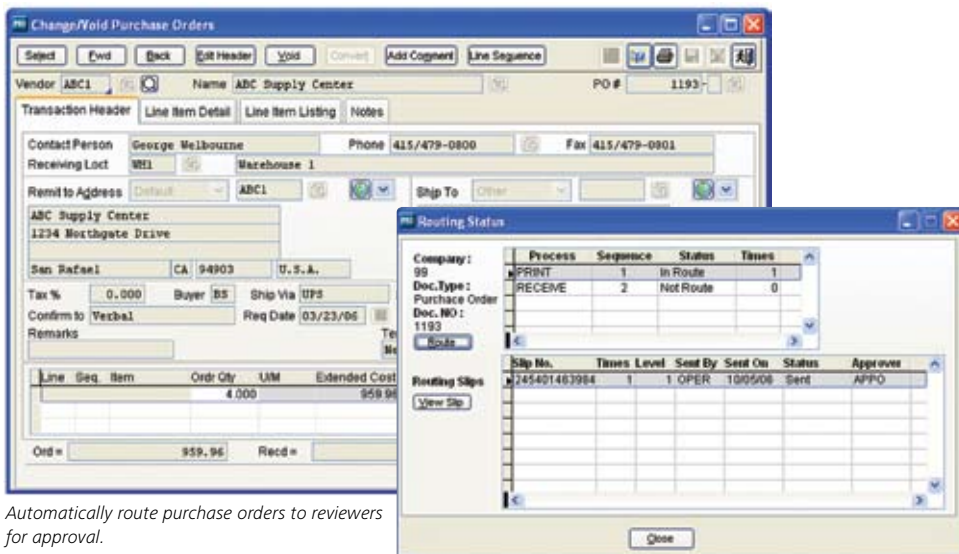 Change/Void Purchase Orders
Select Fwd Back Edit Header Void Convert Add Comment Line Sequence
Vendor ABC1 Name ABC Supply Center PO # 1193-
Transaction Header Line Item Detail Line Item Listing Notes
Contact Person George Melbourne Phone 415/479-0800 Fax 415/479-0801
Receiving Loct WH1 Warehouse 1
Remit to Address Default ABC1 Ship To Other
ABC Supply Center
1234 Northgate Drive
San Rafael CA 94903 U.S.A.
Tax % 0.000 Buyer BS Ship Via UPS
Confirm to Verbal Req Date 03/23/06
Remarks
Line Seq. Item Ordr Qty U/M Extended Cost
4.000 959.96
Ord = 959.96 Recd =
Routing Status
Company:
99
Doc.Type:
Purchace Order
Doc. NO:
1193
Route
Process Sequence Status Times
PRINT 1 In Route 1
RECEIVE 2 Not Route 0
Routing Slips
View Slip
Slip No. Times Level Sent By Sent On Status Approver
245401463984 1 1 OPER 10/05/06 Sent APPO
Close
Automatically route purchase orders to reviewers
for approval.